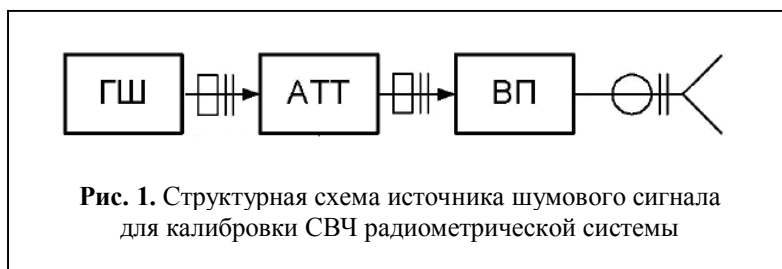 ГШ АТТ ВП
Рис. 1. Структурная схема источника шумового сигнала
для калибровки СВЧ радиометрической системы